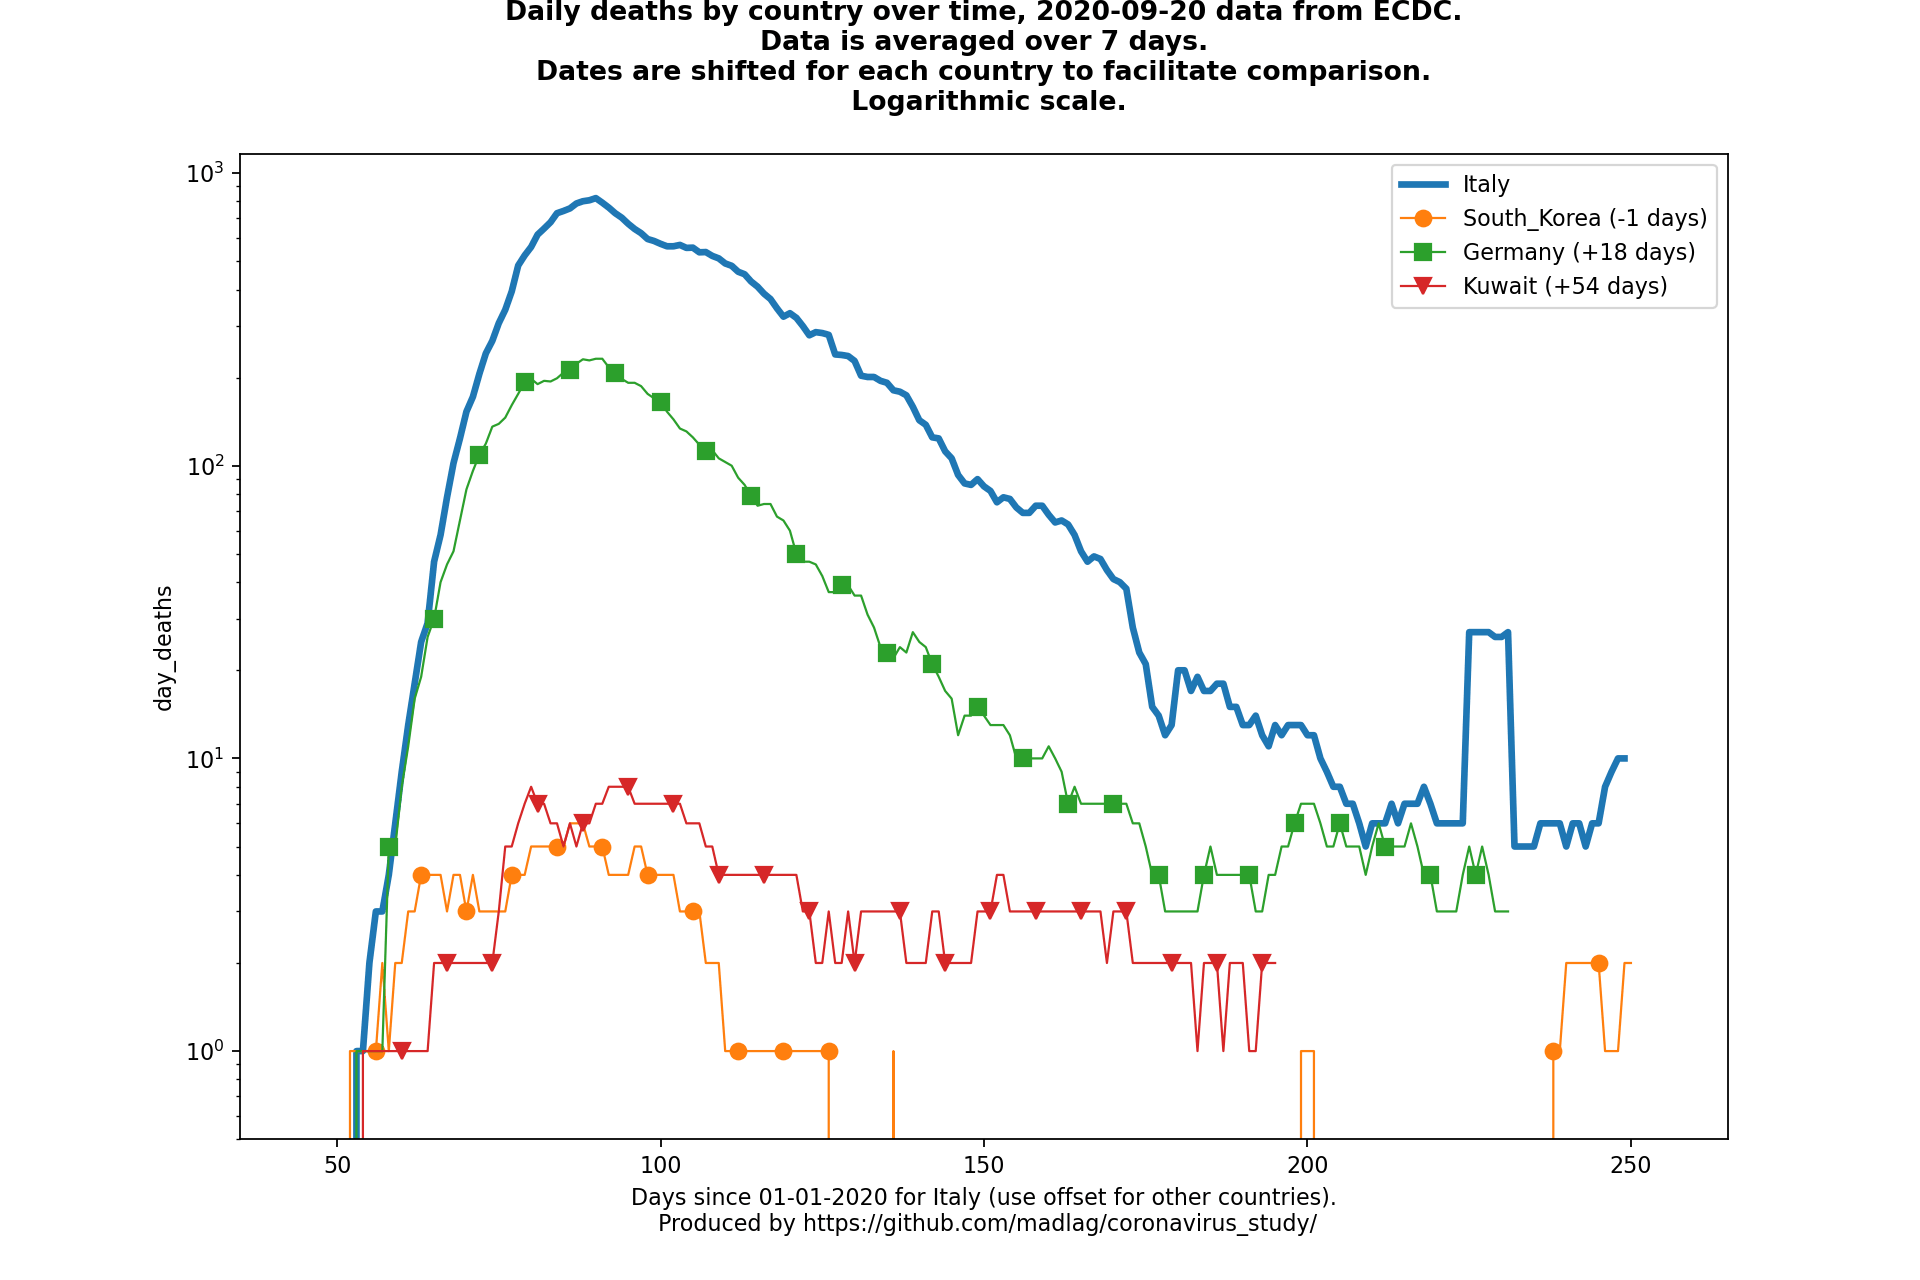 Daily deaths by country over time, 2020-09-20 data from ECDC.
Data is averaged over 7 days.
Dates are shifted for each country to facilitate comparison.
Logarithmic scale.
10³
10²
10¹
10⁰
day_deaths
Italy
South_Korea (-1 days)
Germany (+18 days)
Kuwait (+54 days)
50 100 150 200 250
Days since 01-01-2020 for Italy (use offset for other countries).
Produced by https://github.com/madlag/coronavirus_study/